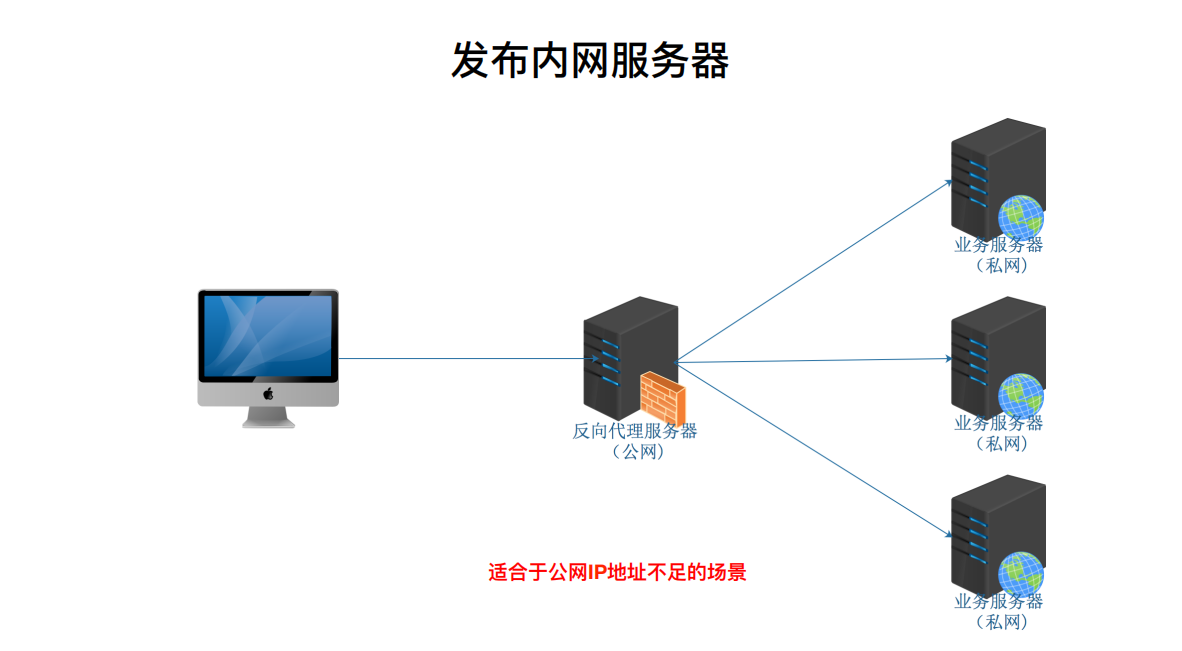 发布内网服务器
业务服务器
（私网）
反向代理服务器
（公网）
业务服务器
（私网）
适合于公网IP地址不足的场景
业务服务器
（私网）